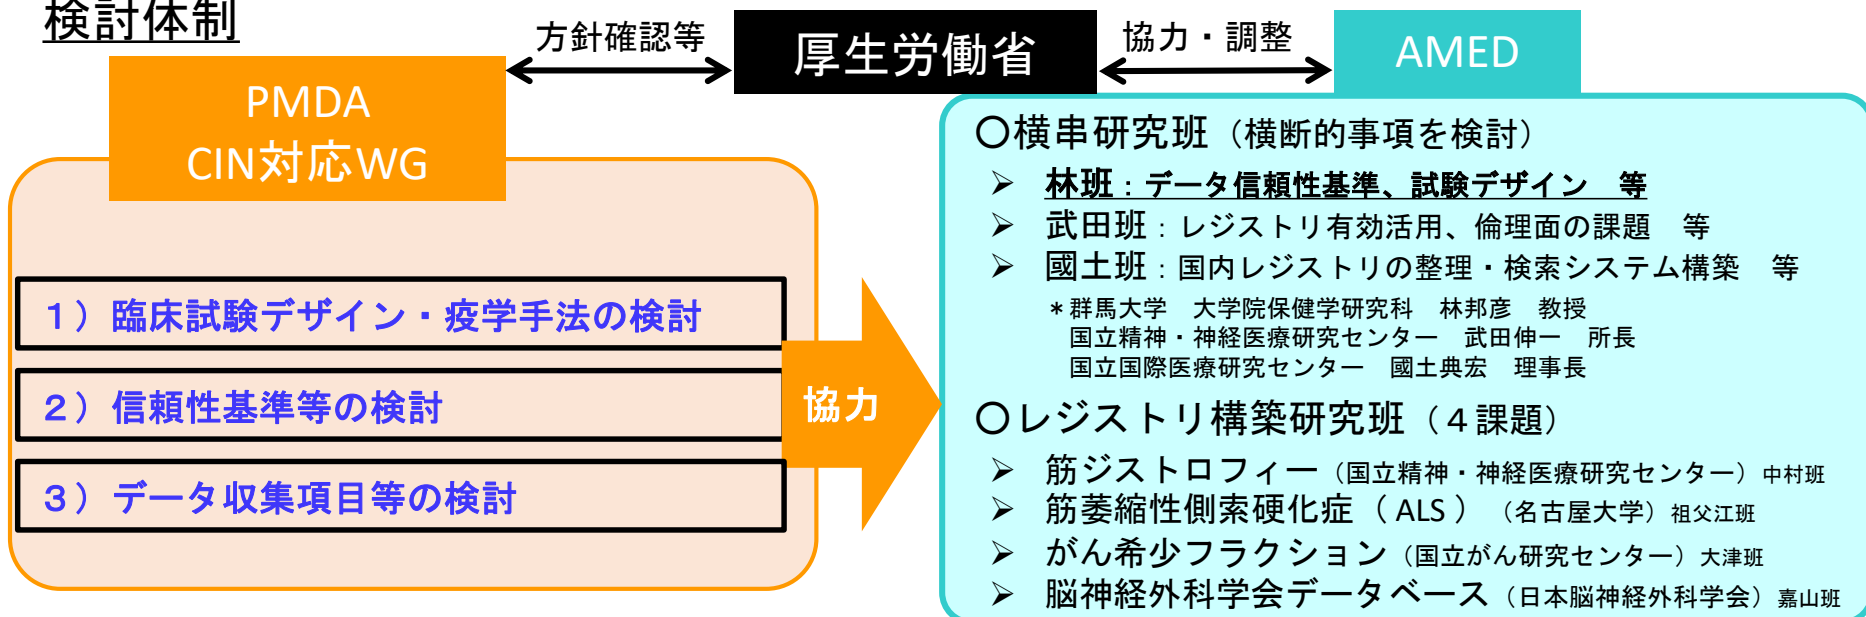 検討体制
方針確認等
厚生労働省
協力・調整
AMED
PMDA
CIN対応WG
1）臨床試験デザイン・疫学手法の検討
2）信頼性基準等の検討
3）データ収集項目等の検討
協力
〇横串研究班（横断的事項を検討）
➢ 林班：データ信頼性基準、試験デザイン　等
➢ 武田班：レジストリ有効活用、倫理面の課題　等
➢ 國土班：国内レジストリの整理・検索システム構築　等
＊群馬大学　大学院保健学研究科　林邦彦　教授
国立精神・神経医療研究センター　武田伸一　所長
国立国際医療研究センター　國土典宏　理事長
〇レジストリ構築研究班（４課題）
➢ 筋ジストロフィー（国立精神・神経医療研究センター）中村班
➢ 筋萎縮性側索硬化症（ALS）（名古屋大学）祖父江班
➢ がん希少フラクション（国立がん研究センター）大津班
➢ 脳神経外科学会データベース（日本脳神経外科学会）嘉山班